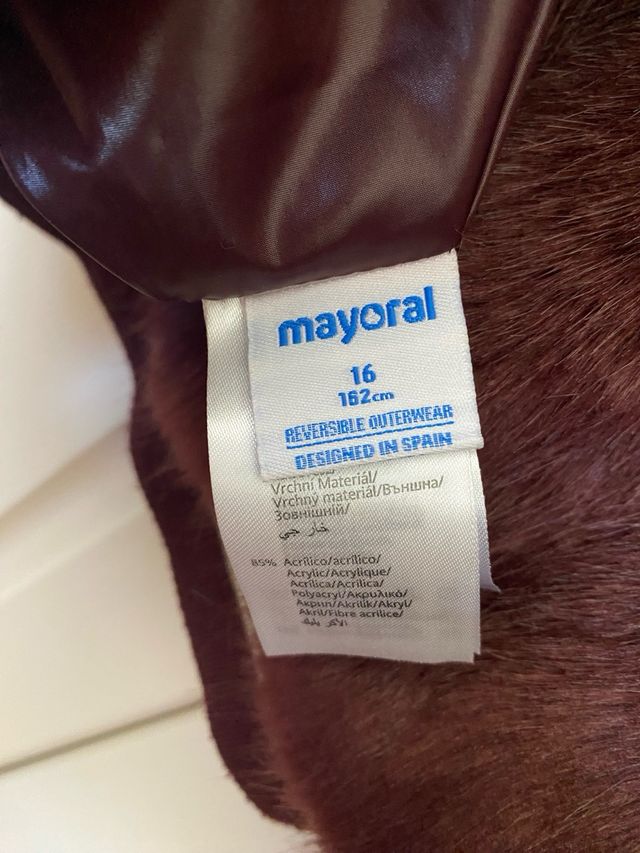 mayoral
16
162cm
REVERSIBLE OUTERWEAR
DESIGNED IN SPAIN
Vrchní Materiál/
Vrchný materiál/Външна/
Зовнішній/
خارجي
85% Acrílico/acrílico/
Acrylic/Acrylique/
Acrílica/Acrilica/
Polyacryl/Ακρυλικό/
Акрил/Akrilik/Akryl/
Akril/Fibre acrilice/